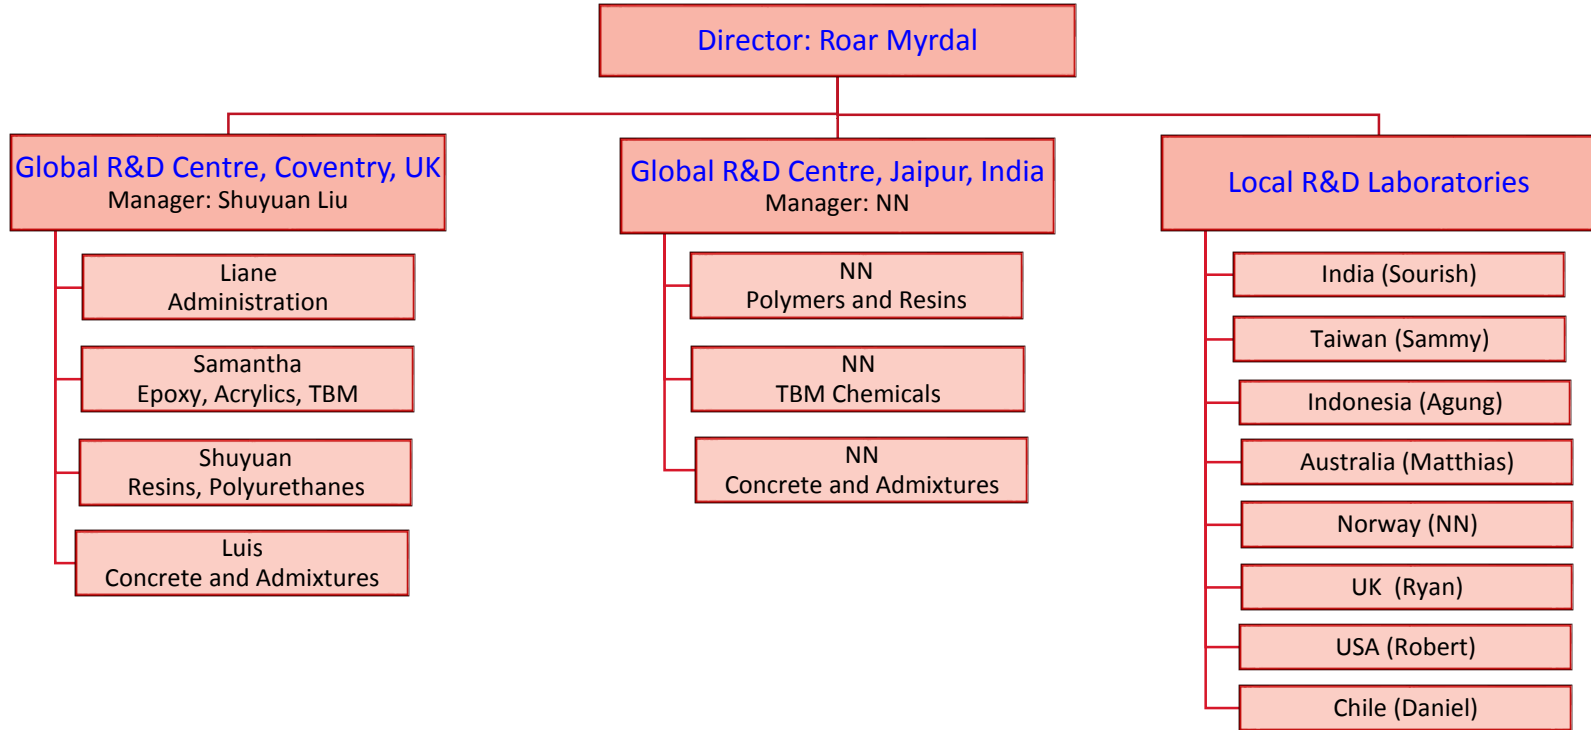 Director: Roar Myrdal
Global R&D Centre, Coventry, UK
Manager: Shuyuan Liu
Liane
Administration
Samantha
Epoxy, Acrylics, TBM
Shuyuan
Resins, Polyurethanes
Luis
Concrete and Admixtures
Global R&D Centre, Jaipur, India
Manager: NN
NN
Polymers and Resins
NN
TBM Chemicals
NN
Concrete and Admixtures
Local R&D Laboratories
India (Sourish)
Taiwan (Sammy)
Indonesia (Agung)
Australia (Matthias)
Norway (NN)
UK  (Ryan)
USA (Robert)
Chile (Daniel)